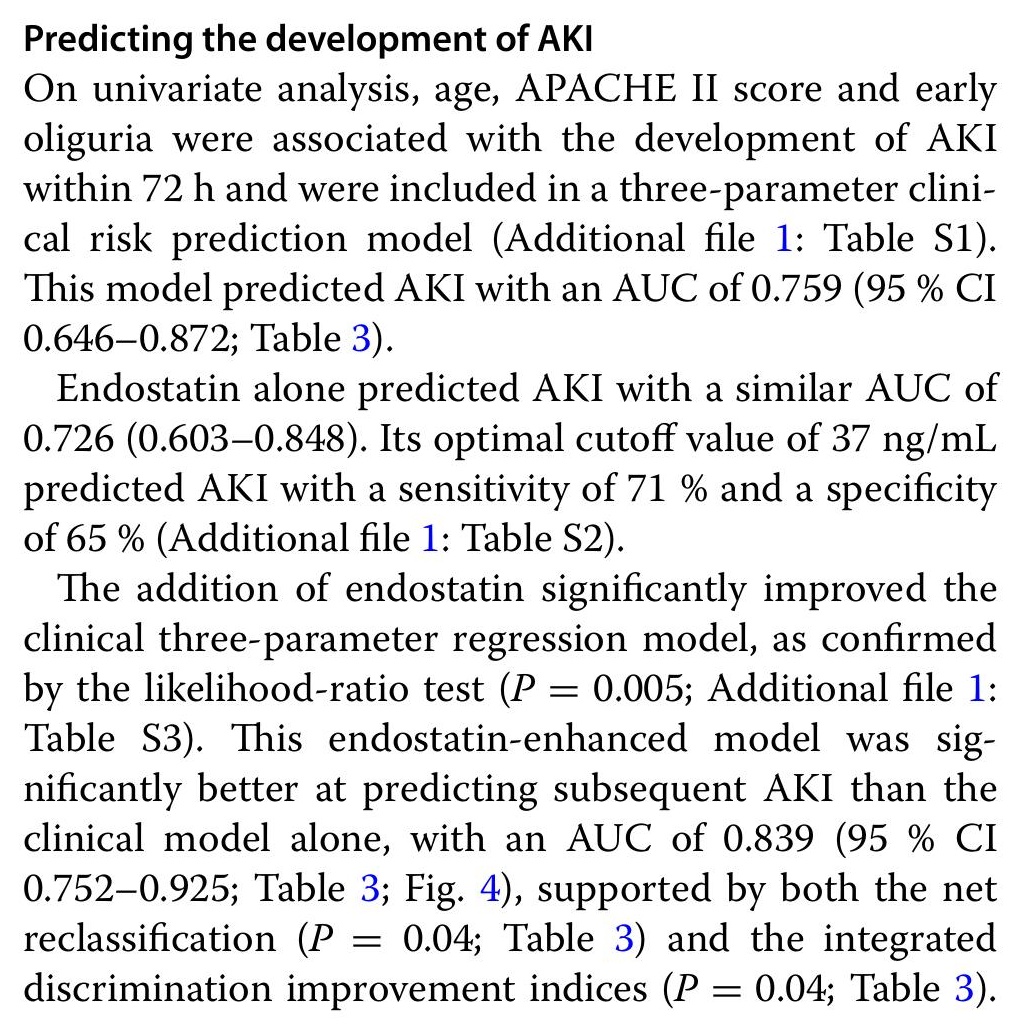 Predicting the development of AKI
On univariate analysis, age, APACHE II score and early
oliguria were associated with the development of AKI
within 72 h and were included in a three-parameter clini-
cal risk prediction model (Additional file 1: Table S1).
This model predicted AKI with an AUC of 0.759 (95 % CI
0.646–0.872; Table 3).
Endostatin alone predicted AKI with a similar AUC of
0.726 (0.603–0.848). Its optimal cutoff value of 37 ng/mL
predicted AKI with a sensitivity of 71 % and a specificity
of 65 % (Additional file 1: Table S2).
The addition of endostatin significantly improved the
clinical three-parameter regression model, as confirmed
by the likelihood-ratio test (P = 0.005; Additional file 1:
Table S3). This endostatin-enhanced model was sig-
nificantly better at predicting subsequent AKI than the
clinical model alone, with an AUC of 0.839 (95 % CI
0.752–0.925; Table 3; Fig. 4), supported by both the net
reclassification (P = 0.04; Table 3) and the integrated
discrimination improvement indices (P = 0.04; Table 3).